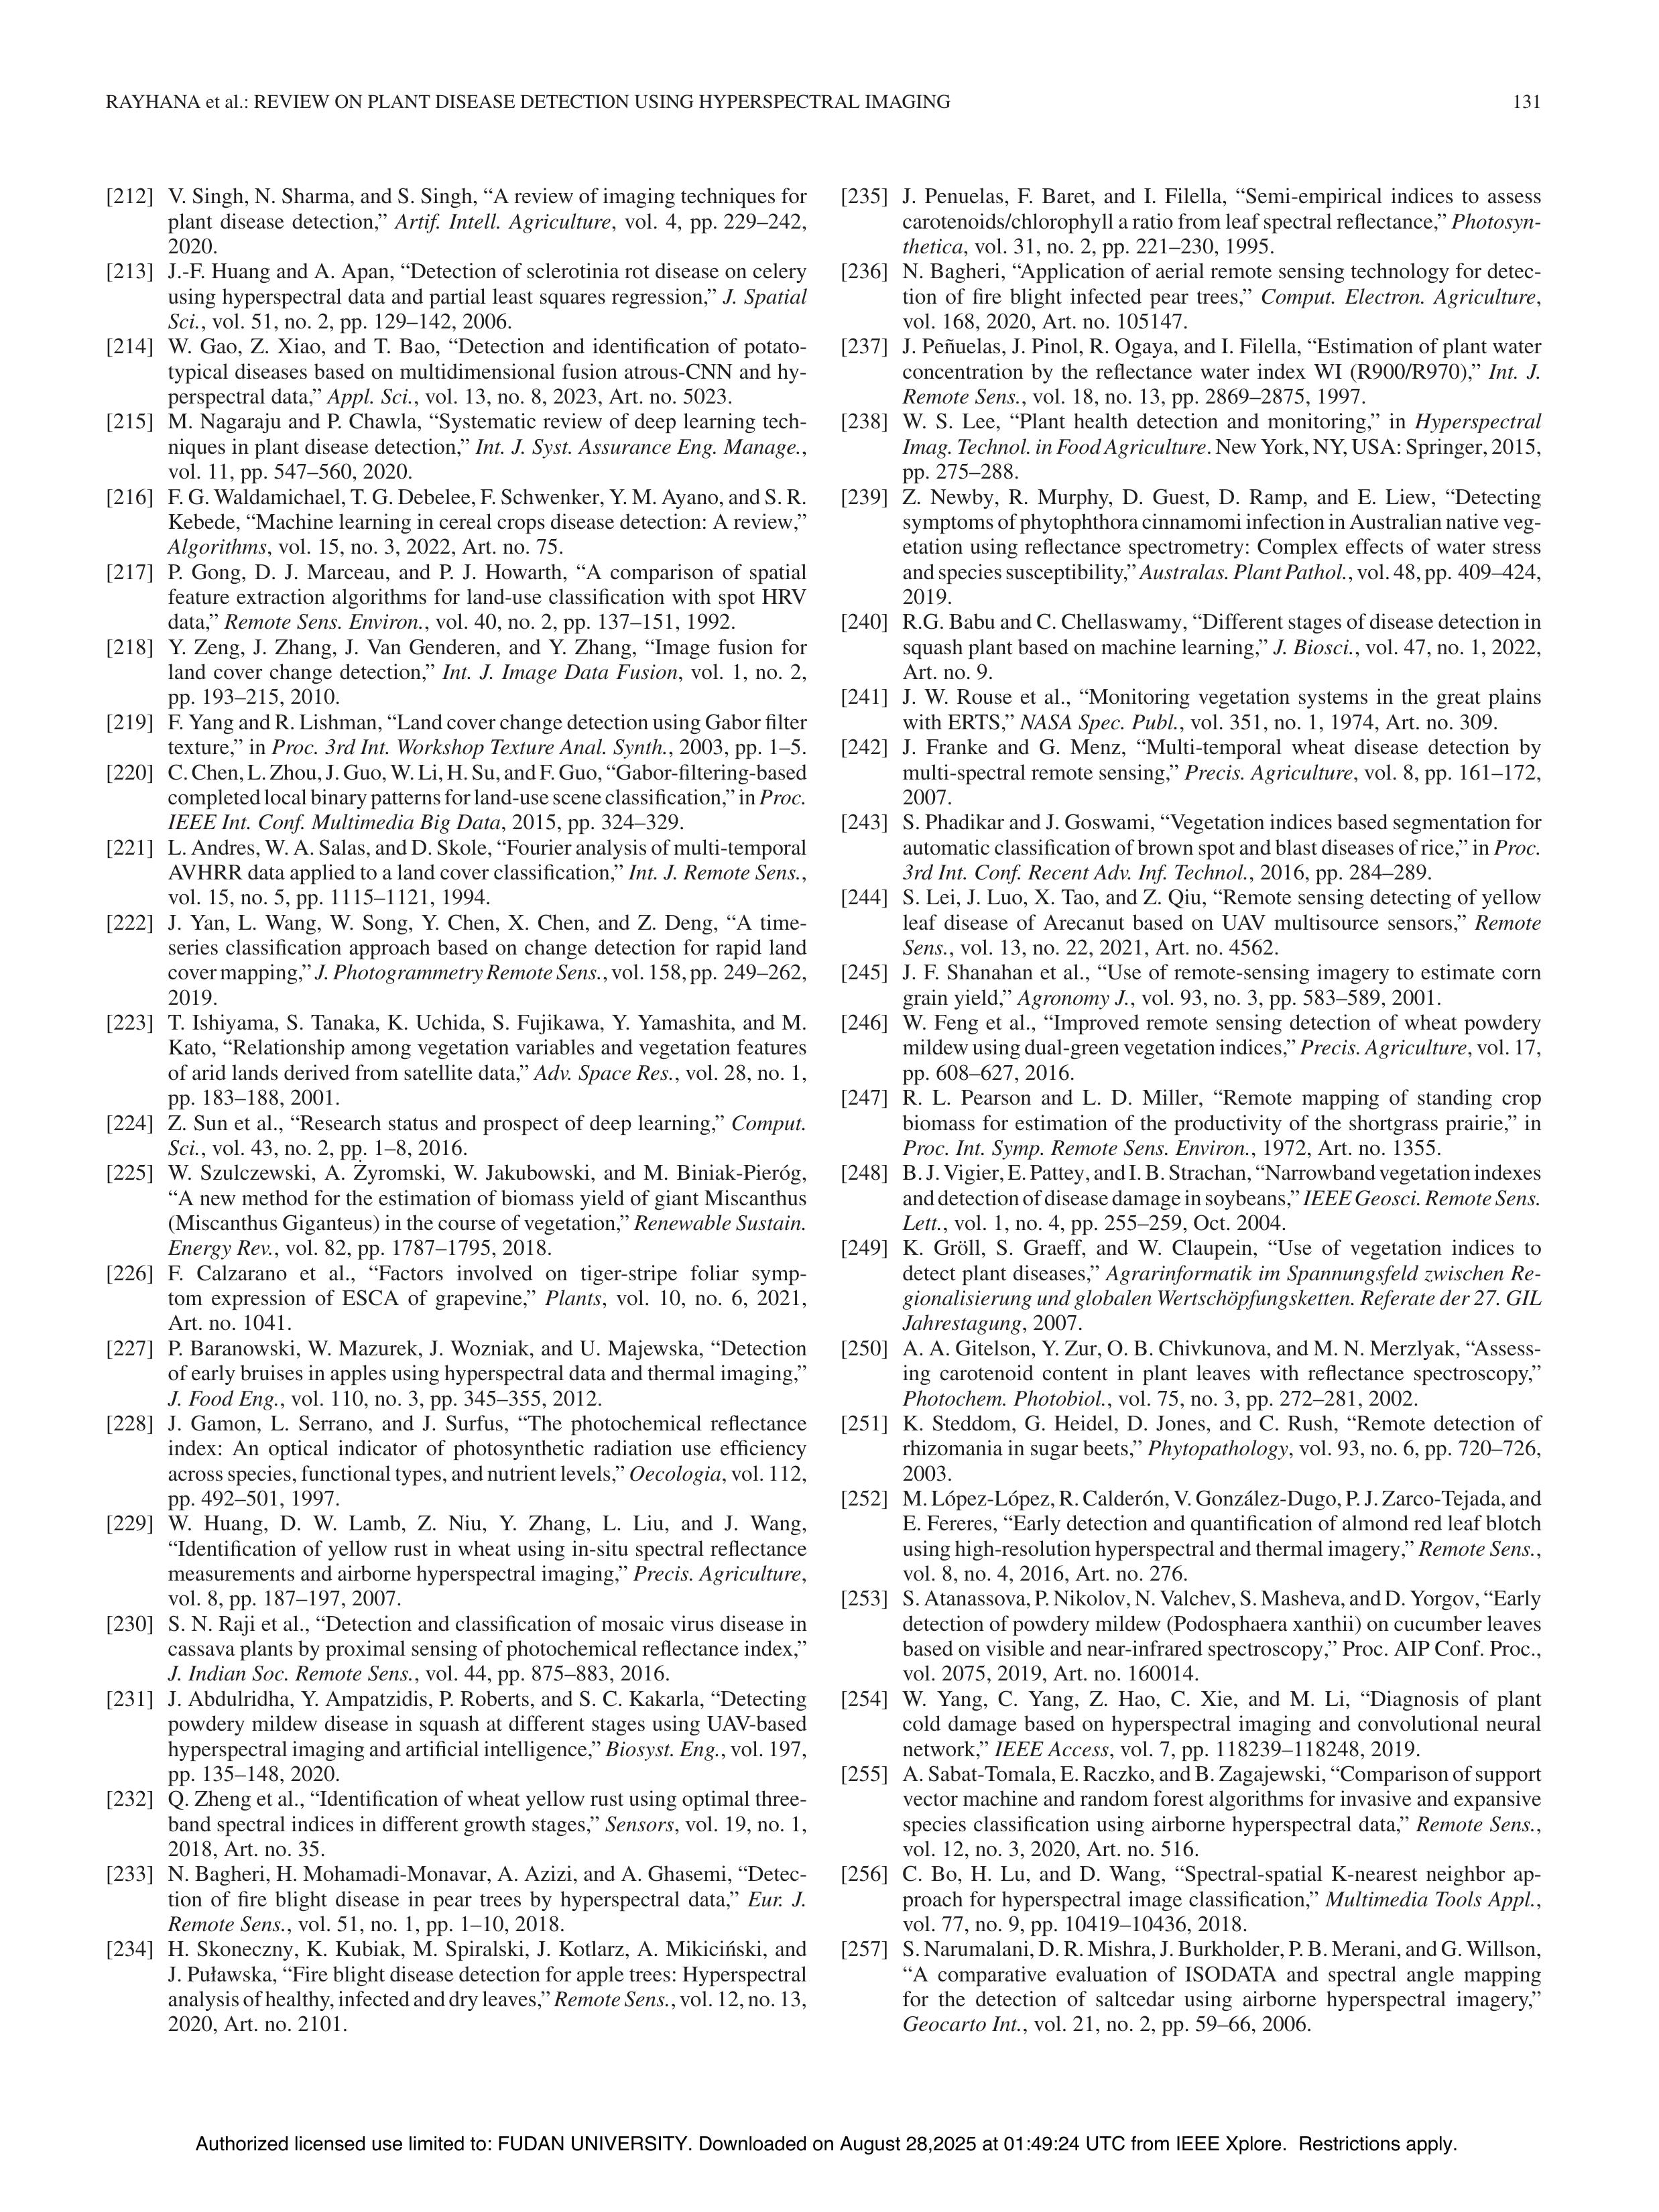 RAYHANA et al.: REVIEW ON PLANT DISEASE DETECTION USING HYPERSPECTRAL IMAGING 131
[212] V. Singh, N. Sharma, and S. Singh, “A review of imaging techniques for
plant disease detection,” Artif. Intell. Agriculture, vol. 4, pp. 229–242,
2020.
[213] J.-F. Huang and A. Apan, “Detection of sclerotinia rot disease on celery
using hyperspectral data and partial least squares regression,” J. Spatial
Sci., vol. 51, no. 2, pp. 129–142, 2006.
[214] W. Gao, Z. Xiao, and T. Bao, “Detection and identification of potato-
typical diseases based on multidimensional fusion atrous-CNN and hy-
perspectral data,” Appl. Sci., vol. 13, no. 8, 2023, Art. no. 5023.
[215] M. Nagaraju and P. Chawla, “Systematic review of deep learning tech-
niques in plant disease detection,” Int. J. Syst. Assurance Eng. Manage.,
vol. 11, pp. 547–560, 2020.
[216] F. G. Waldamichael, T. G. Debelee, F. Schwenker, Y. M. Ayano, and S. R.
Kebede, “Machine learning in cereal crops disease detection: A review,”
Algorithms, vol. 15, no. 3, 2022, Art. no. 75.
[217] P. Gong, D. J. Marceau, and P. J. Howarth, “A comparison of spatial
feature extraction algorithms for land-use classification with spot HRV
data,” Remote Sens. Environ., vol. 40, no. 2, pp. 137–151, 1992.
[218] Y. Zeng, J. Zhang, J. Van Genderen, and Y. Zhang, “Image fusion for
land cover change detection,” Int. J. Image Data Fusion, vol. 1, no. 2,
pp. 193–215, 2010.
[219] F. Yang and R. Lishman, “Land cover change detection using Gabor filter
texture,” in Proc. 3rd Int. Workshop Texture Anal. Synth., 2003, pp. 1–5.
[220] C. Chen, L. Zhou, J. Guo, W. Li, H. Su, and F. Guo, “Gabor-filtering-based
completed local binary patterns for land-use scene classification,” in Proc.
IEEE Int. Conf. Multimedia Big Data, 2015, pp. 324–329.
[221] L. Andres, W. A. Salas, and D. Skole, “Fourier analysis of multi-temporal
AVHRR data applied to a land cover classification,” Int. J. Remote Sens.,
vol. 15, no. 5, pp. 1115–1121, 1994.
[222] J. Yan, L. Wang, W. Song, Y. Chen, X. Chen, and Z. Deng, “A time-
series classification approach based on change detection for rapid land
cover mapping,” J. Photogrammetry Remote Sens., vol. 158, pp. 249–262,
2019.
[223] T. Ishiyama, S. Tanaka, K. Uchida, S. Fujikawa, Y. Yamashita, and M.
Kato, “Relationship among vegetation variables and vegetation features
of arid lands derived from satellite data,” Adv. Space Res., vol. 28, no. 1,
pp. 183–188, 2001.
[224] Z. Sun et al., “Research status and prospect of deep learning,” Comput.
Sci., vol. 43, no. 2, pp. 1–8, 2016.
[225] W. Szulczewski, A. Żyromski, W. Jakubowski, and M. Biniak-Pieróg,
“A new method for the estimation of biomass yield of giant Miscanthus
(Miscanthus Giganteus) in the course of vegetation,” Renewable Sustain.
Energy Rev., vol. 82, pp. 1787–1795, 2018.
[226] F. Calzarano et al., “Factors involved on tiger-stripe foliar symp-
tom expression of ESCA of grapevine,” Plants, vol. 10, no. 6, 2021,
Art. no. 1041.
[227] P. Baranowski, W. Mazurek, J. Wozniak, and U. Majewska, “Detection
of early bruises in apples using hyperspectral data and thermal imaging,”
J. Food Eng., vol. 110, no. 3, pp. 345–355, 2012.
[228] J. Gamon, L. Serrano, and J. Surfus, “The photochemical reflectance
index: An optical indicator of photosynthetic radiation use efficiency
across species, functional types, and nutrient levels,” Oecologia, vol. 112,
pp. 492–501, 1997.
[229] W. Huang, D. W. Lamb, Z. Niu, Y. Zhang, L. Liu, and J. Wang,
“Identification of yellow rust in wheat using in-situ spectral reflectance
measurements and airborne hyperspectral imaging,” Precis. Agriculture,
vol. 8, pp. 187–197, 2007.
[230] S. N. Raji et al., “Detection and classification of mosaic virus disease in
cassava plants by proximal sensing of photochemical reflectance index,”
J. Indian Soc. Remote Sens., vol. 44, pp. 875–883, 2016.
[231] J. Abdulridha, Y. Ampatzidis, P. Roberts, and S. C. Kakarla, “Detecting
powdery mildew disease in squash at different stages using UAV-based
hyperspectral imaging and artificial intelligence,” Biosyst. Eng., vol. 197,
pp. 135–148, 2020.
[232] Q. Zheng et al., “Identification of wheat yellow rust using optimal three-
band spectral indices in different growth stages,” Sensors, vol. 19, no. 1,
2018, Art. no. 35.
[233] N. Bagheri, H. Mohamadi-Monavar, A. Azizi, and A. Ghasemi, “Detec-
tion of fire blight disease in pear trees by hyperspectral data,” Eur. J.
Remote Sens., vol. 51, no. 1, pp. 1–10, 2018.
[234] H. Skoneczny, K. Kubiak, M. Spiralski, J. Kotlarz, A. Mikiciński, and
J. Puławska, “Fire blight disease detection for apple trees: Hyperspectral
analysis of healthy, infected and dry leaves,” Remote Sens., vol. 12, no. 13,
2020, Art. no. 2101.
[235] J. Penuelas, F. Baret, and I. Filella, “Semi-empirical indices to assess
carotenoids/chlorophyll a ratio from leaf spectral reflectance,” Photosyn-
thetica, vol. 31, no. 2, pp. 221–230, 1995.
[236] N. Bagheri, “Application of aerial remote sensing technology for detec-
tion of fire blight infected pear trees,” Comput. Electron. Agriculture,
vol. 168, 2020, Art. no. 105147.
[237] J. Peñuelas, J. Pinol, R. Ogaya, and I. Filella, “Estimation of plant water
concentration by the reflectance water index WI (R900/R970),” Int. J.
Remote Sens., vol. 18, no. 13, pp. 2869–2875, 1997.
[238] W. S. Lee, “Plant health detection and monitoring,” in Hyperspectral
Imag. Technol. in Food Agriculture. New York, NY, USA: Springer, 2015,
pp. 275–288.
[239] Z. Newby, R. Murphy, D. Guest, D. Ramp, and E. Liew, “Detecting
symptoms of phytophthora cinnamomi infection in Australian native veg-
etation using reflectance spectrometry: Complex effects of water stress
and species susceptibility,” Australas. Plant Pathol., vol. 48, pp. 409–424,
2019.
[240] R.G. Babu and C. Chellaswamy, “Different stages of disease detection in
squash plant based on machine learning,” J. Biosci., vol. 47, no. 1, 2022,
Art. no. 9.
[241] J. W. Rouse et al., “Monitoring vegetation systems in the great plains
with ERTS,” NASA Spec. Publ., vol. 351, no. 1, 1974, Art. no. 309.
[242] J. Franke and G. Menz, “Multi-temporal wheat disease detection by
multi-spectral remote sensing,” Precis. Agriculture, vol. 8, pp. 161–172,
2007.
[243] S. Phadikar and J. Goswami, “Vegetation indices based segmentation for
automatic classification of brown spot and blast diseases of rice,” in Proc.
3rd Int. Conf. Recent Adv. Inf. Technol., 2016, pp. 284–289.
[244] S. Lei, J. Luo, X. Tao, and Z. Qiu, “Remote sensing detecting of yellow
leaf disease of Arecanut based on UAV multisource sensors,” Remote
Sens., vol. 13, no. 22, 2021, Art. no. 4562.
[245] J. F. Shanahan et al., “Use of remote-sensing imagery to estimate corn
grain yield,” Agronomy J., vol. 93, no. 3, pp. 583–589, 2001.
[246] W. Feng et al., “Improved remote sensing detection of wheat powdery
mildew using dual-green vegetation indices,” Precis. Agriculture, vol. 17,
pp. 608–627, 2016.
[247] R. L. Pearson and L. D. Miller, “Remote mapping of standing crop
biomass for estimation of the productivity of the shortgrass prairie,” in
Proc. Int. Symp. Remote Sens. Environ., 1972, Art. no. 1355.
[248] B. J. Vigier, E. Pattey, and I. B. Strachan, “Narrowband vegetation indexes
and detection of disease damage in soybeans,” IEEE Geosci. Remote Sens.
Lett., vol. 1, no. 4, pp. 255–259, Oct. 2004.
[249] K. Gröll, S. Graeff, and W. Claupein, “Use of vegetation indices to
detect plant diseases,” Agrarinformatik im Spannungsfeld zwischen Re-
gionalisierung und globalen Wertschöpfungsketten. Referate der 27. GIL
Jahrestagung, 2007.
[250] A. A. Gitelson, Y. Zur, O. B. Chivkunova, and M. N. Merzlyak, “Assess-
ing carotenoid content in plant leaves with reflectance spectroscopy,”
Photochem. Photobiol., vol. 75, no. 3, pp. 272–281, 2002.
[251] K. Steddom, G. Heidel, D. Jones, and C. Rush, “Remote detection of
rhizomania in sugar beets,” Phytopathology, vol. 93, no. 6, pp. 720–726,
2003.
[252] M. López-López, R. Calderón, V. González-Dugo, P. J. Zarco-Tejada, and
E. Fereres, “Early detection and quantification of almond red leaf blotch
using high-resolution hyperspectral and thermal imagery,” Remote Sens.,
vol. 8, no. 4, 2016, Art. no. 276.
[253] S. Atanassova, P. Nikolov, N. Valchev, S. Masheva, and D. Yorgov, “Early
detection of powdery mildew (Podosphaera xanthii) on cucumber leaves
based on visible and near-infrared spectroscopy,” Proc. AIP Conf. Proc.,
vol. 2075, 2019, Art. no. 160014.
[254] W. Yang, C. Yang, Z. Hao, C. Xie, and M. Li, “Diagnosis of plant
cold damage based on hyperspectral imaging and convolutional neural
network,” IEEE Access, vol. 7, pp. 118239–118248, 2019.
[255] A. Sabat-Tomala, E. Raczko, and B. Zagajewski, “Comparison of support
vector machine and random forest algorithms for invasive and expansive
species classification using airborne hyperspectral data,” Remote Sens.,
vol. 12, no. 3, 2020, Art. no. 516.
[256] C. Bo, H. Lu, and D. Wang, “Spectral-spatial K-nearest neighbor ap-
proach for hyperspectral image classification,” Multimedia Tools Appl.,
vol. 77, no. 9, pp. 10419–10436, 2018.
[257] S. Narumalani, D. R. Mishra, J. Burkholder, P. B. Merani, and G. Willson,
“A comparative evaluation of ISODATA and spectral angle mapping
for the detection of saltcedar using airborne hyperspectral imagery,”
Geocarto Int., vol. 21, no. 2, pp. 59–66, 2006.
Authorized licensed use limited to: FUDAN UNIVERSITY. Downloaded on August 28,2025 at 01:49:24 UTC from IEEE Xplore. Restrictions apply.